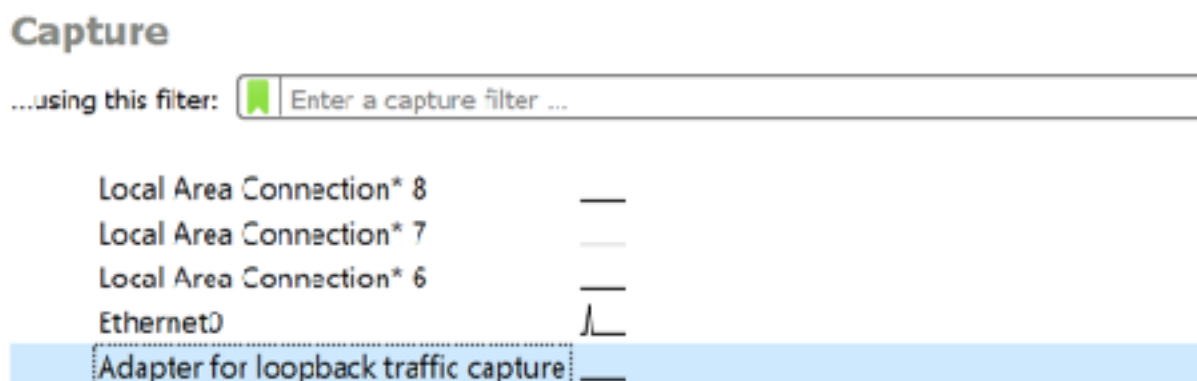 Capture
...using this filter: Enter a capture filter ...
Local Area Connection* 8
Local Area Connection* 7
Local Area Connection* 6
Ethernet0
Adapter for loopback traffic capture